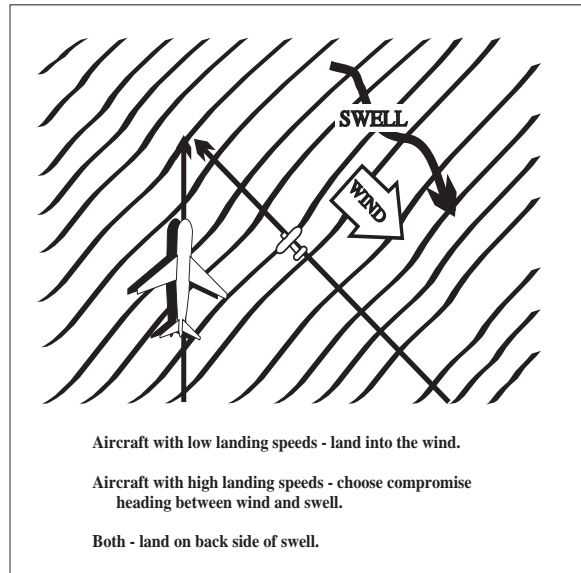 SWELL
WIND
Aircraft with low landing speeds - land into the wind.
Aircraft with high landing speeds - choose compromise
heading between wind and swell.
Both - land on back side of swell.